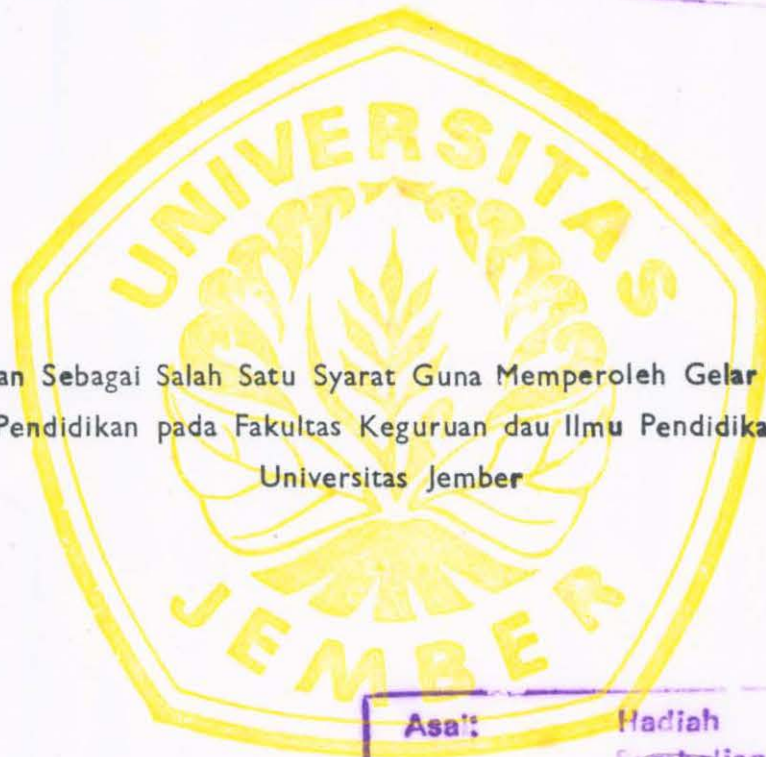 UNIVERSITAS
an Sebagai Salah Satu Syarat Guna Memperoleh Gelar
Pendidikan pada Fakultas Keguruan dau Ilmu Pendidika
Universitas Jember
JEMBER
Asal: Hadiah